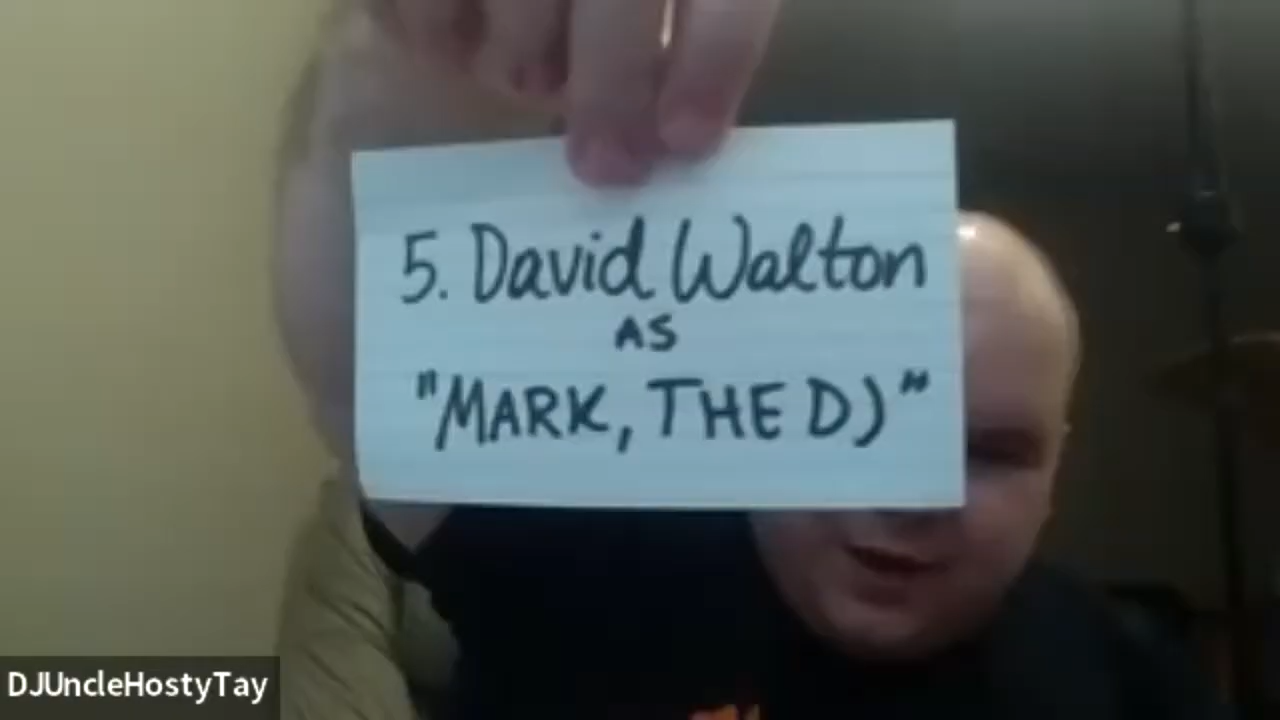 5. David Walton
AS
"MARK, THE DJ"
DJUncleHostyTay